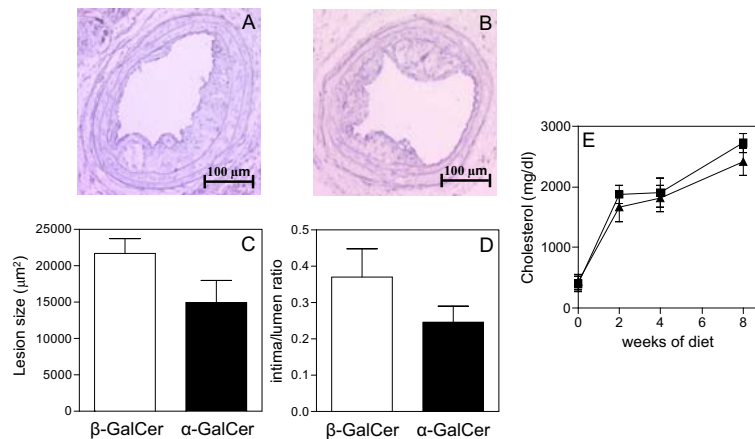 A
100 μm
B
100 μm
C
Lesion size (μm²)
25000
20000
15000
10000
5000
0
β-GalCer
α-GalCer
D
intima/lumen ratio
0.5
0.4
0.3
0.2
0.1
0.0
β-GalCer
α-GalCer
E
Cholesterol (mg/dl)
3000
2000
1000
0
0
2
4
6
8
weeks of diet